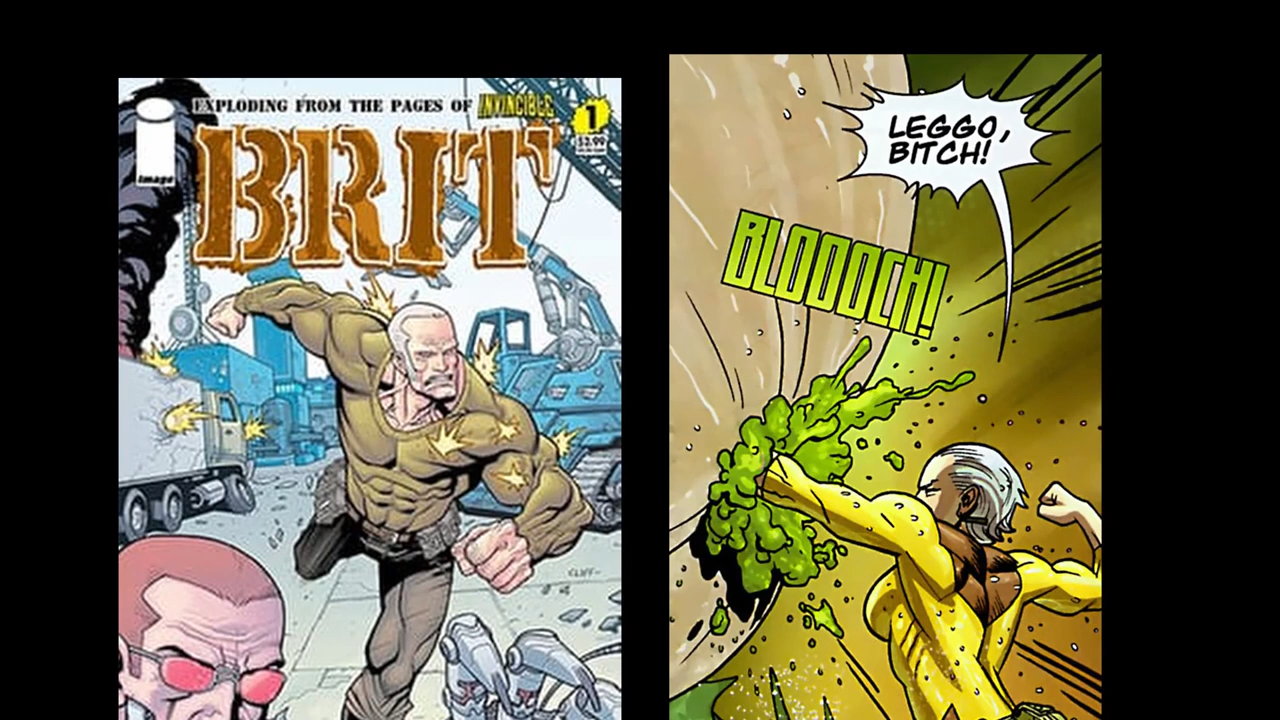 EXPLODING FROM THE PAGES OF INVINCIBLE
1
$2.99
Image
BRIT
CLIFF-
LEGGO,
BITCH!
BLOOOCH!